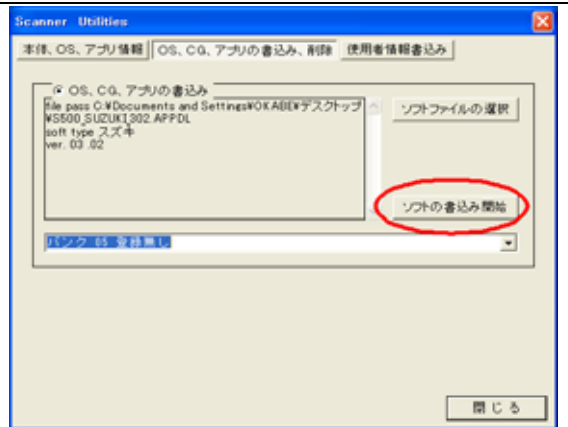 Scanner Utilities
本体、OS、アプリ情報
OS、CG、アプリの書込み、削除
使用者情報書込み
OS、CG、アプリの書込み
file pass C:¥Documents and Settings¥OKABE¥デスクトップ
¥S500_SUZUKI_302.APPDL
soft type スズキ
ver. 03 .02
ソフトファイルの選択
ソフトの書込み開始
バンク 05 登録無し
閉じる